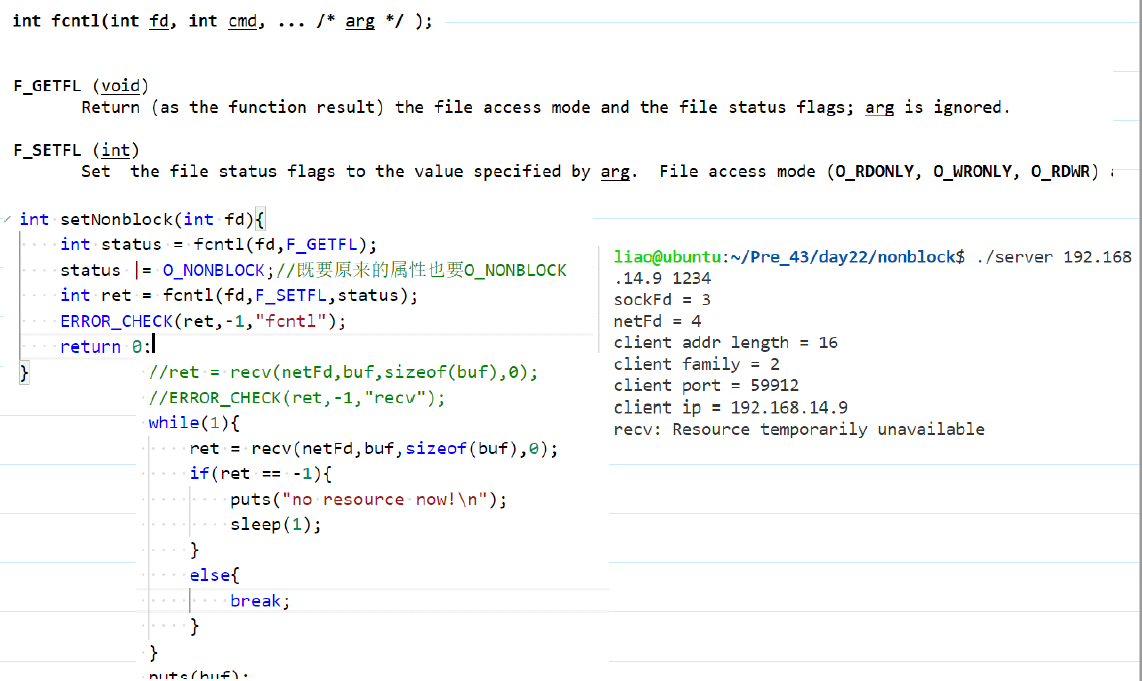 int fcntl(int fd, int cmd, ... /* arg */ );
F_GETFL (void)
Return (as the function result) the file access mode and the file status flags; arg is ignored.
F_SETFL (int)
Set the file status flags to the value specified by arg. File access mode (O_RDONLY, O_WRONLY, O_RDWR)
int setNonblock(int fd){
int status = fcntl(fd,F_GETFL);
status |= O_NONBLOCK;//既要原来的属性也要O_NONBLOCK
int ret = fcntl(fd,F_SETFL,status);
ERROR_CHECK(ret,-1,"fcntl");
return 0;
}
//ret = recv(netFd,buf,sizeof(buf),0);
//ERROR_CHECK(ret,-1,"recv");
while(1){
ret = recv(netFd,buf,sizeof(buf),0);
if(ret == -1){
puts("no resource now!\n");
sleep(1);
}
else{
break;
}
}
puts(buf);
liao@ubuntu:~/Pre_43/day22/nonblock$ ./server 192.168
.14.9 1234
sockFd = 3
netFd = 4
client addr length = 16
client family = 2
client port = 59912
client ip = 192.168.14.9
recv: Resource temporarily unavailable